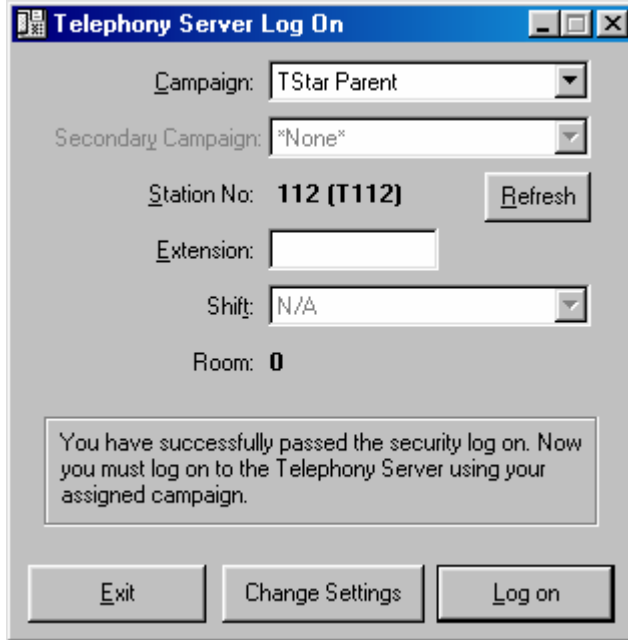 Telephony Server Log On
Campaign: TStar Parent
Secondary Campaign: *None*
Station No: 112 (T112) Refresh
Extension:
Shift: N/A
Room: 0
You have successfully passed the security log on. Now
you must log on to the Telephony Server using your
assigned campaign.
Exit Change Settings Log on